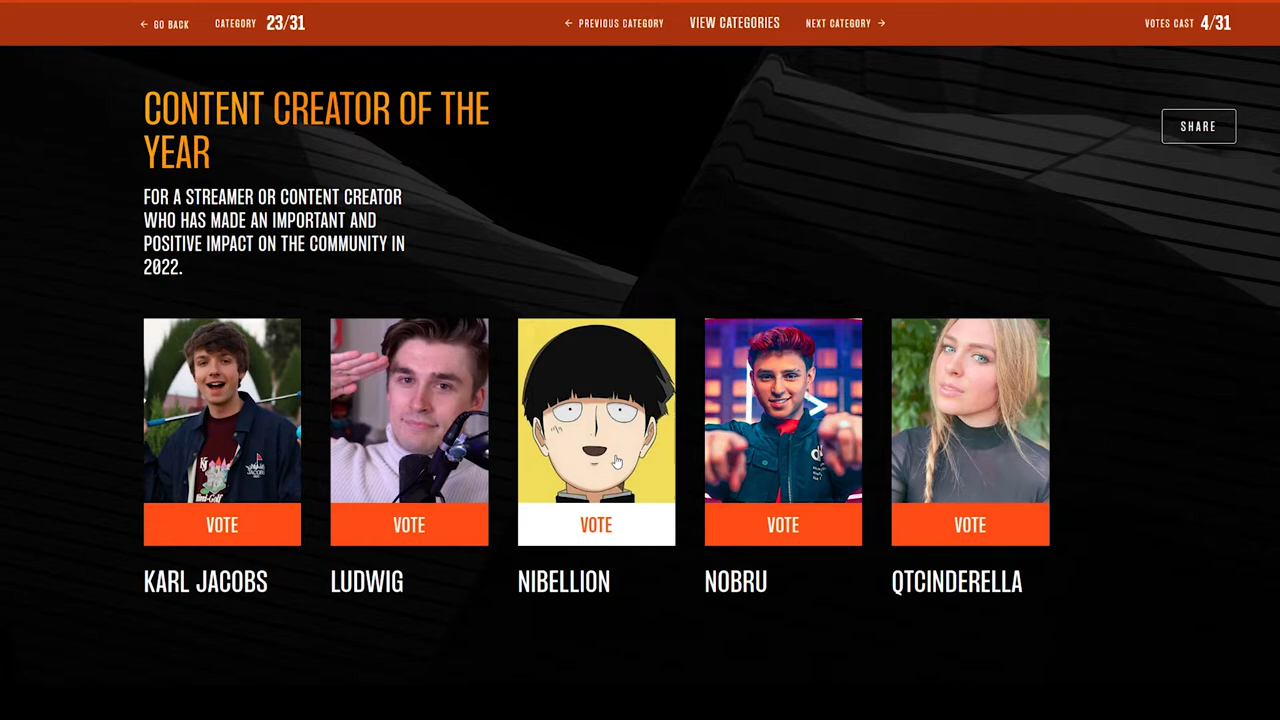 ← GO BACK CATEGORY 23/31 ← PREVIOUS CATEGORY VIEW CATEGORIES NEXT CATEGORY → VOTES CAST 4/31
CONTENT CREATOR OF THE
YEAR
SHARE
FOR A STREAMER OR CONTENT CREATOR
WHO HAS MADE AN IMPORTANT AND
POSITIVE IMPACT ON THE COMMUNITY IN
2022.
VOTE VOTE VOTE VOTE VOTE
KARL JACOBS LUDWIG NIBELLION NOBRU QTCINDERELLA